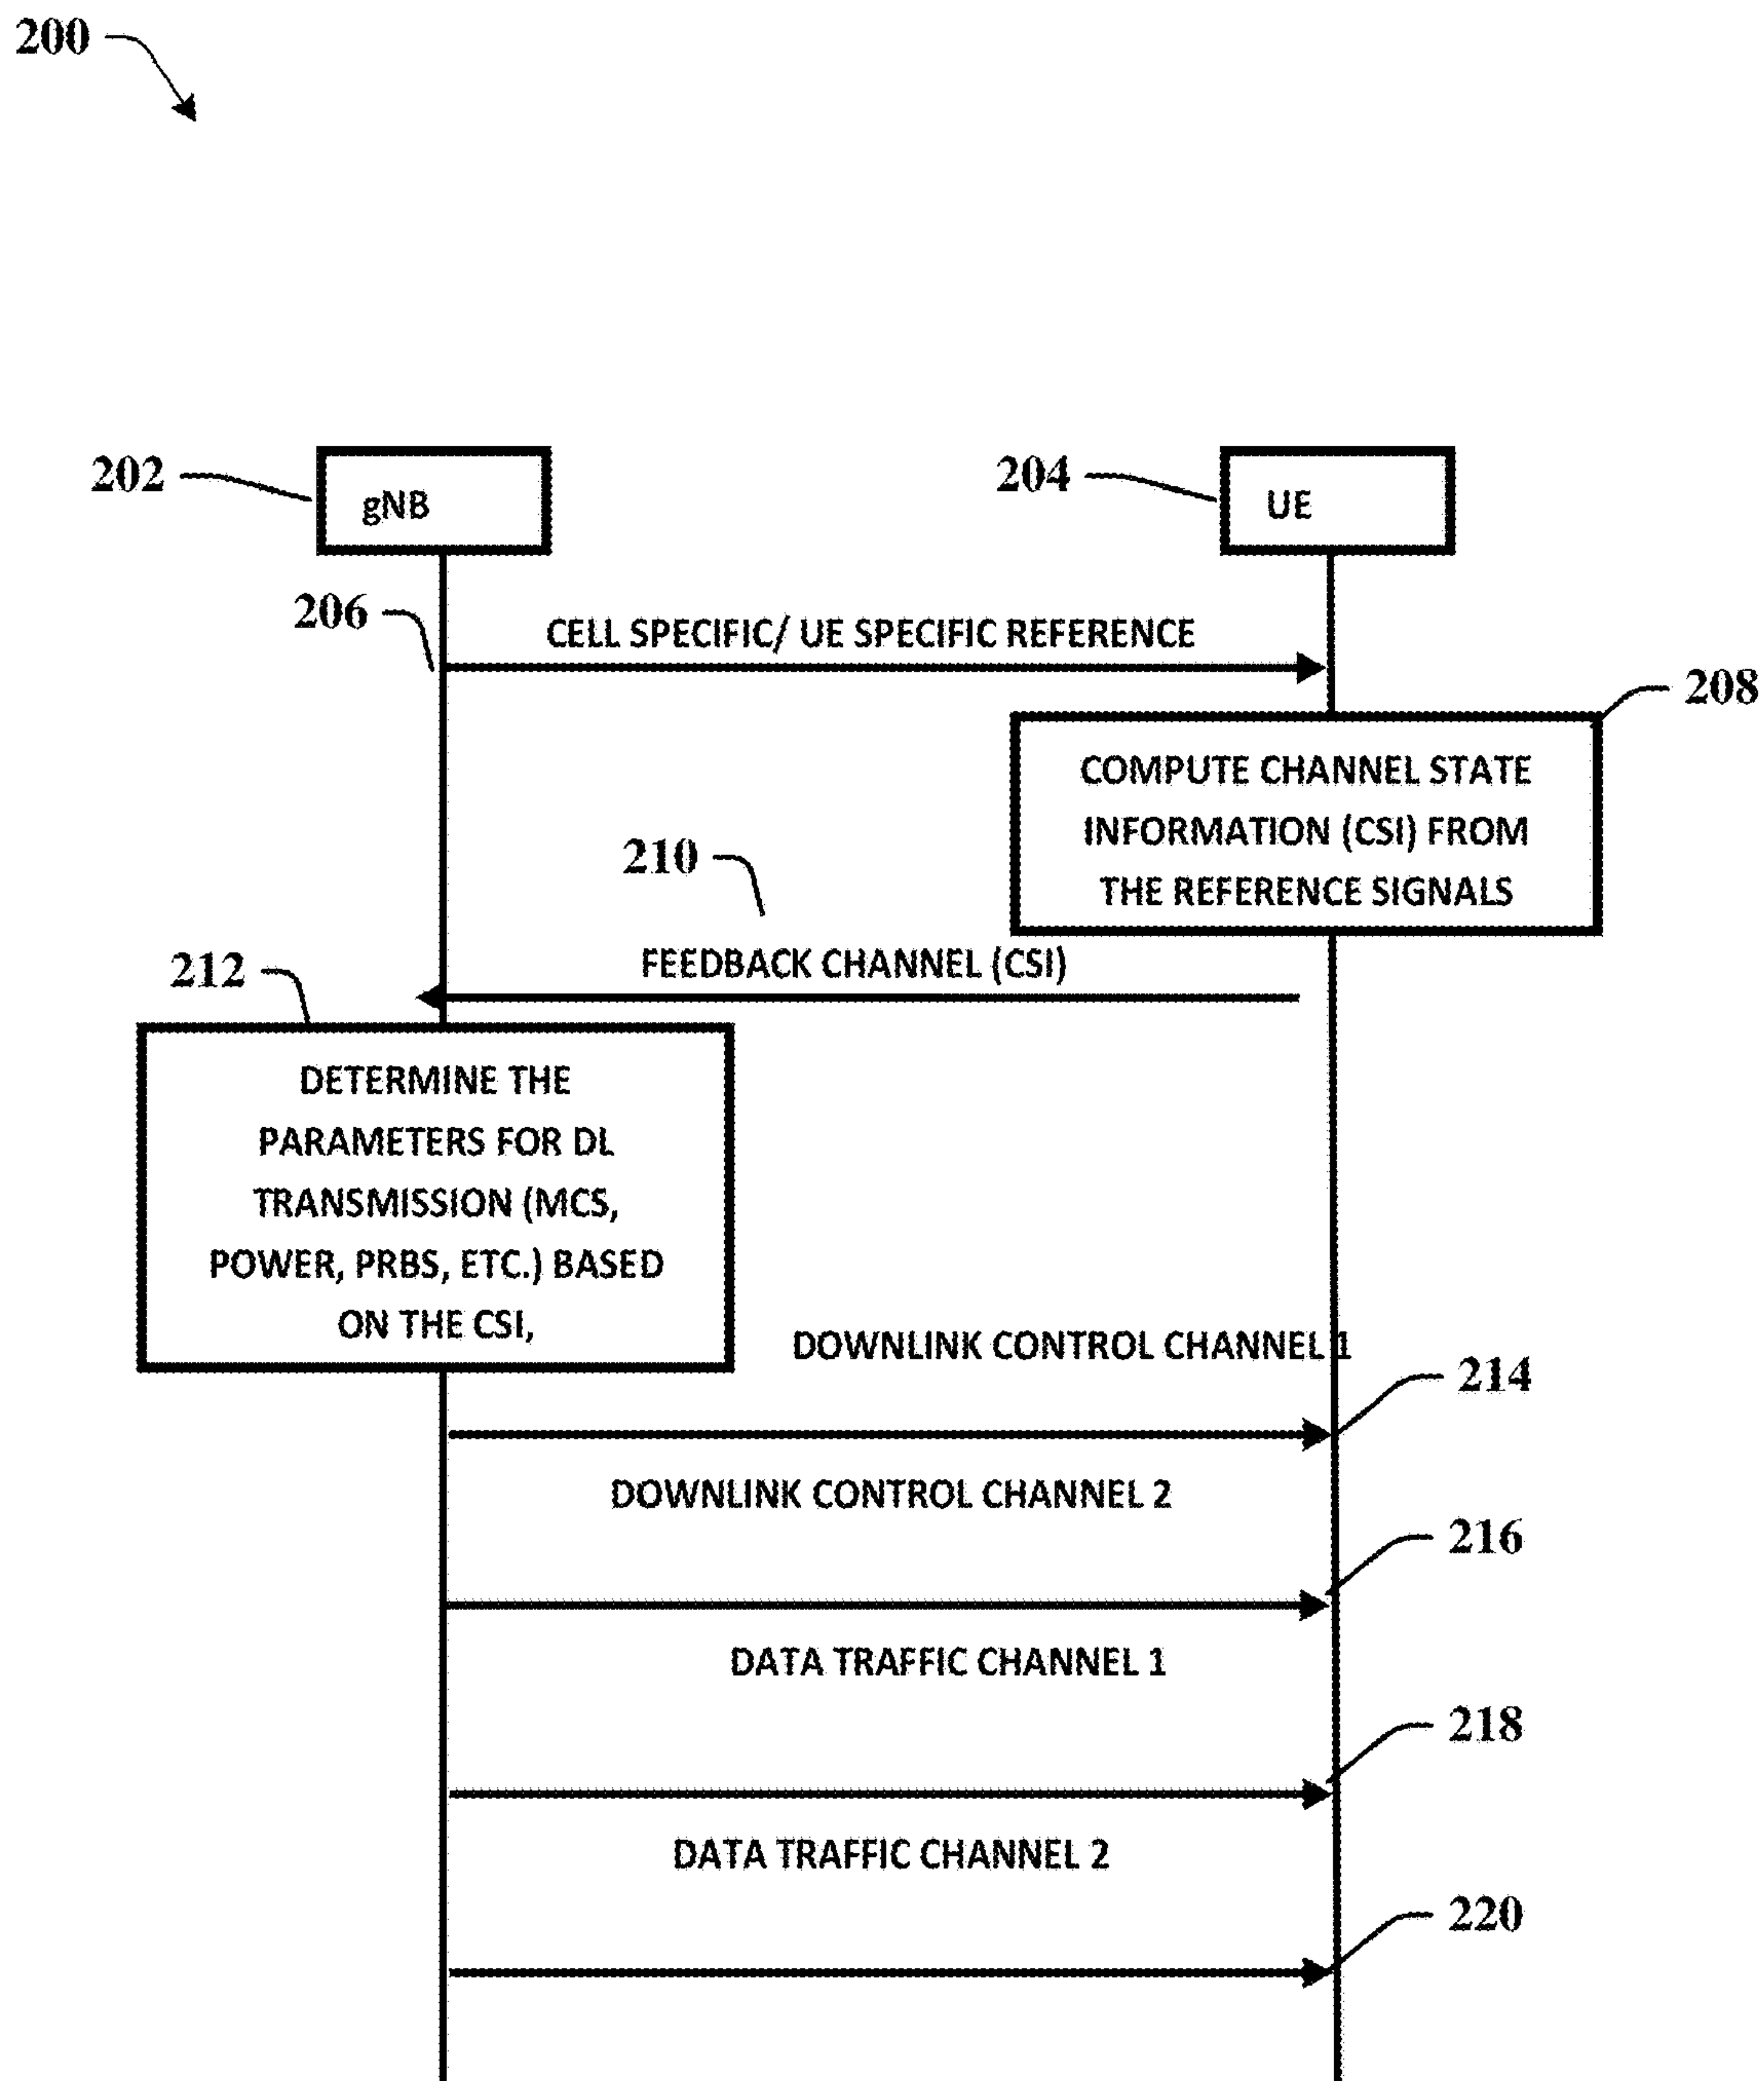 200
202
gNB
204
UE
206
CELL SPECIFIC/ UE SPECIFIC REFERENCE
208
COMPUTE CHANNEL STATE
INFORMATION (CSI) FROM
THE REFERENCE SIGNALS
210
FEEDBACK CHANNEL (CSI)
212
DETERMINE THE
PARAMETERS FOR DL
TRANSMISSION (MCS,
POWER, PRBS, ETC.) BASED
ON THE CSI,
DOWNLINK CONTROL CHANNEL 1
214
DOWNLINK CONTROL CHANNEL 2
216
DATA TRAFFIC CHANNEL 1
218
DATA TRAFFIC CHANNEL 2
220